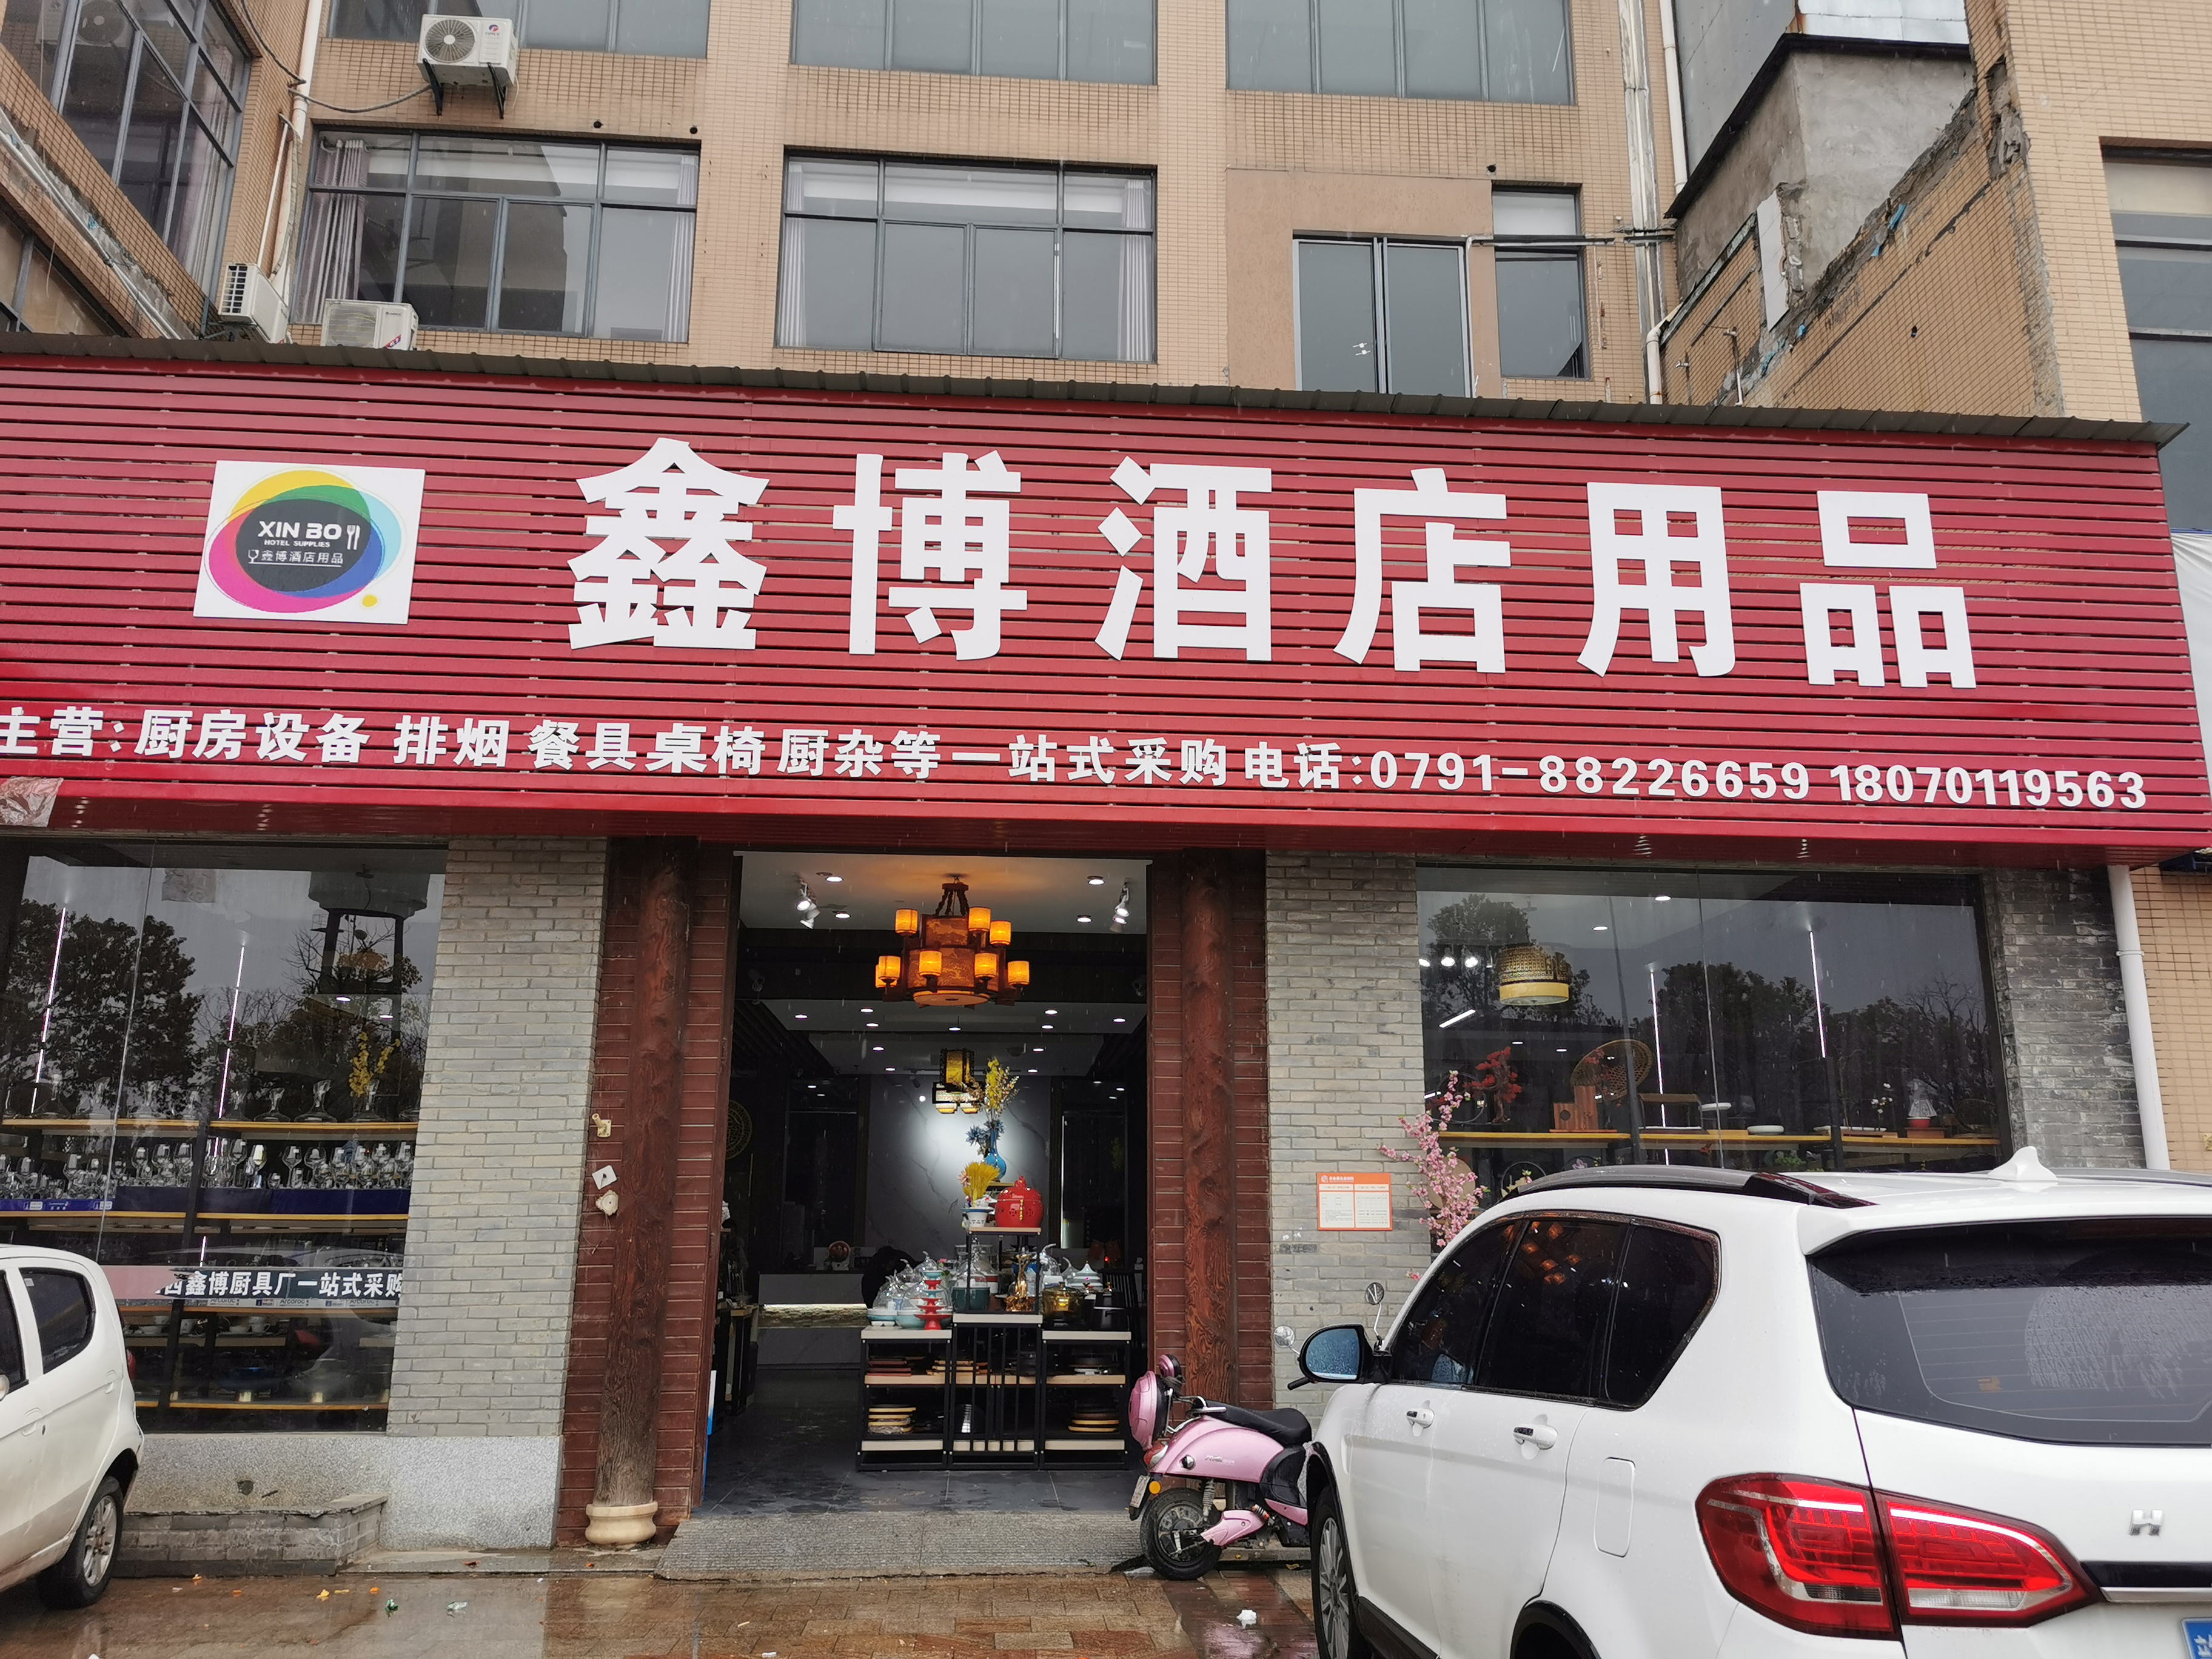 XIN BO
HOTEL SUPPLIES
鑫博酒店用品
鑫博酒店用品
主营:厨房设备 排烟 餐具桌椅厨杂等一站式采购 电话:0791-88226659 18070119563
西鑫博厨具厂一站式采购